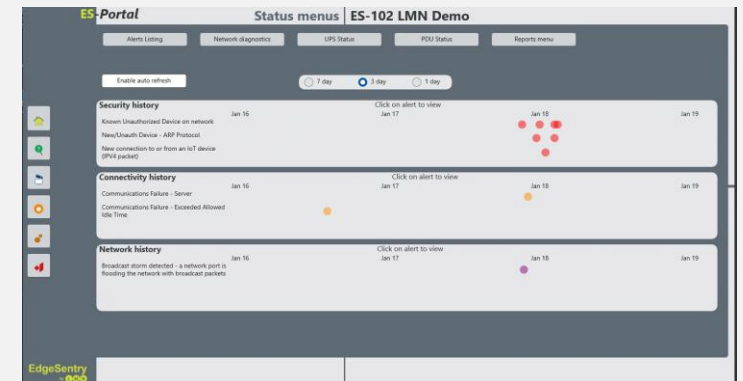 ES-Portal
Status menus ES-102 LMN Demo
Alerts Listing Network diagnostics UPS Status PDU Status Reports menu
Enable auto refresh 7 day 3 day 1 day
Security history Click on alert to view
Jan 16 Jan 17 Jan 18 Jan 19
Known Unauthorized Device on network
New/Unauth Device - ARP Protocol
New connection to or from an IoT device
(IPV4 packet)
Connectivity history Click on alert to view
Jan 16 Jan 17 Jan 18 Jan 19
Communications Failure - Server
Communications Failure - Exceeded Allowed
Idle Time
Network history Click on alert to view
Jan 16 Jan 17 Jan 18 Jan 19
Broadcast storm detected - a network port is
flooding the network with broadcast packets
EdgeSentry